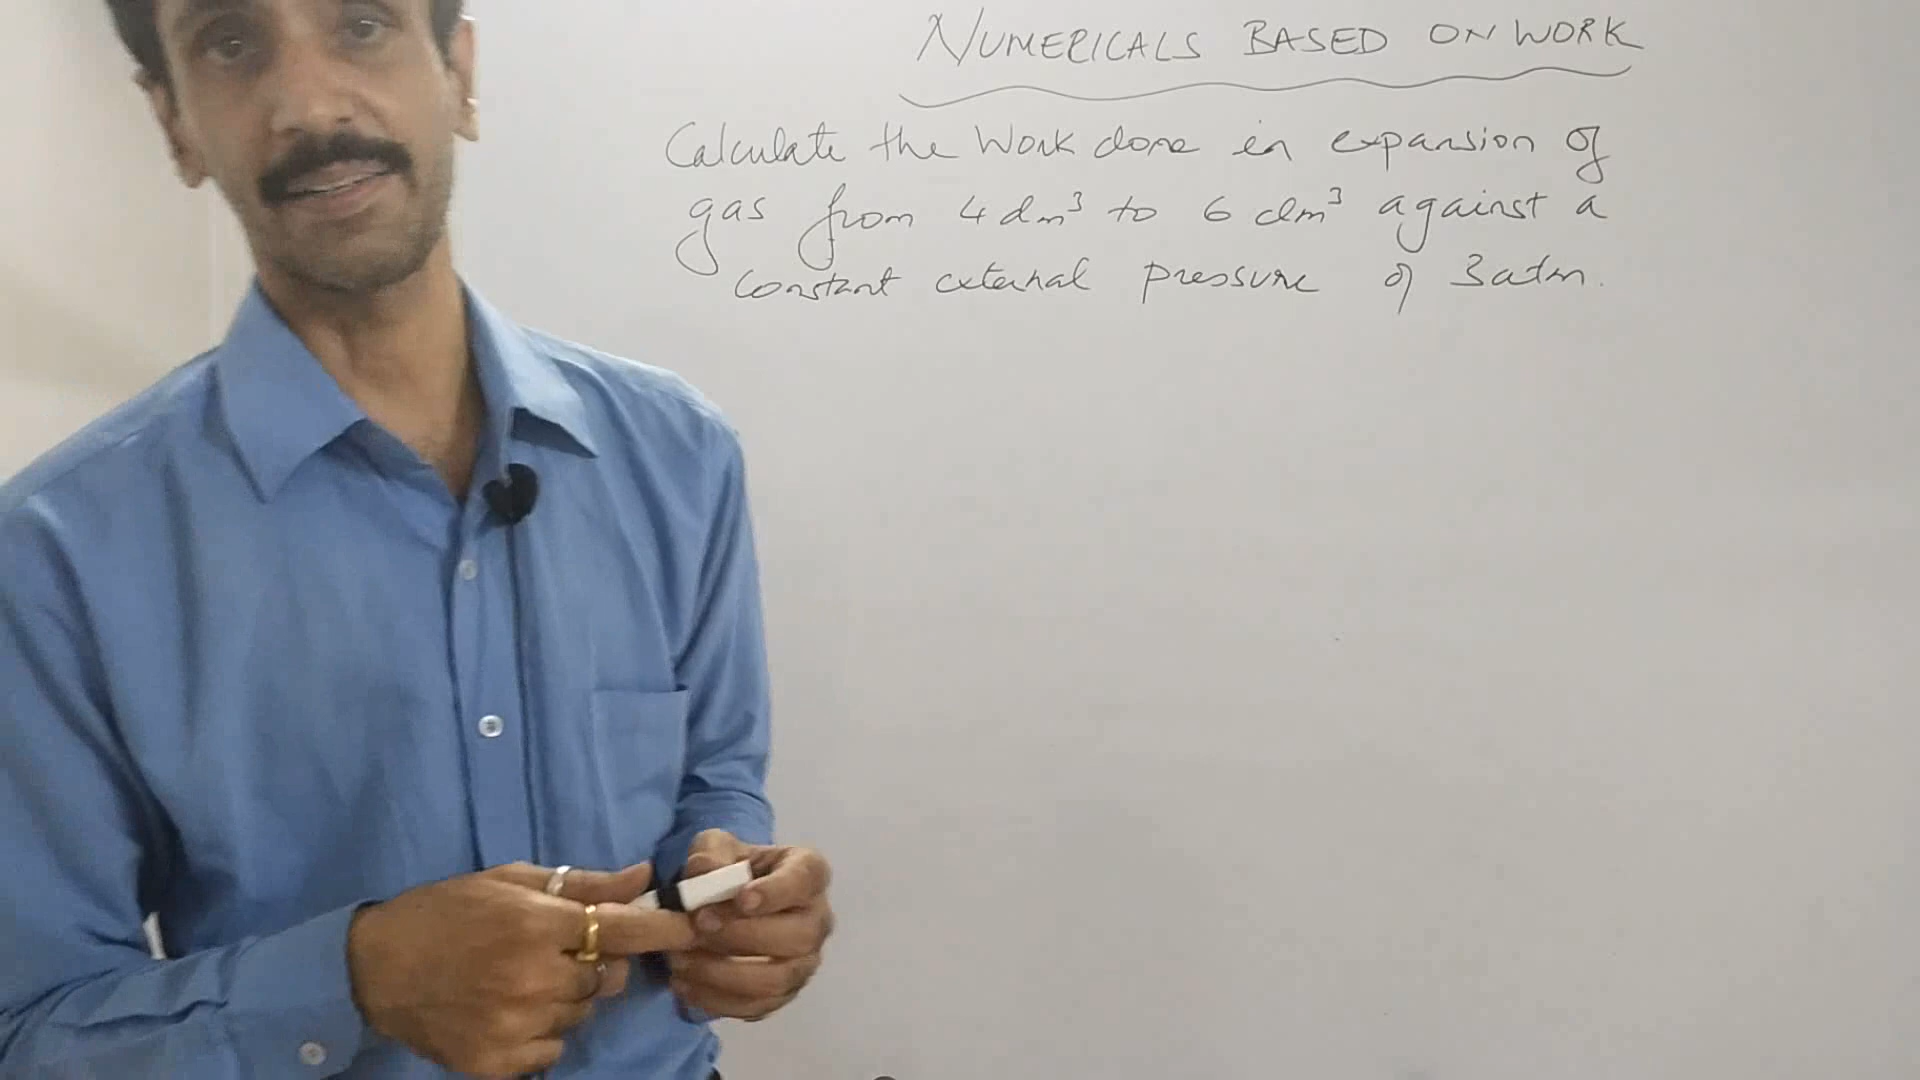 NUMERICALS BASED ON WORK
Calculate the Work done in expansion of
gas from 4 dm³ to 6 dm³ against a
constant external pressure of 3 atm.